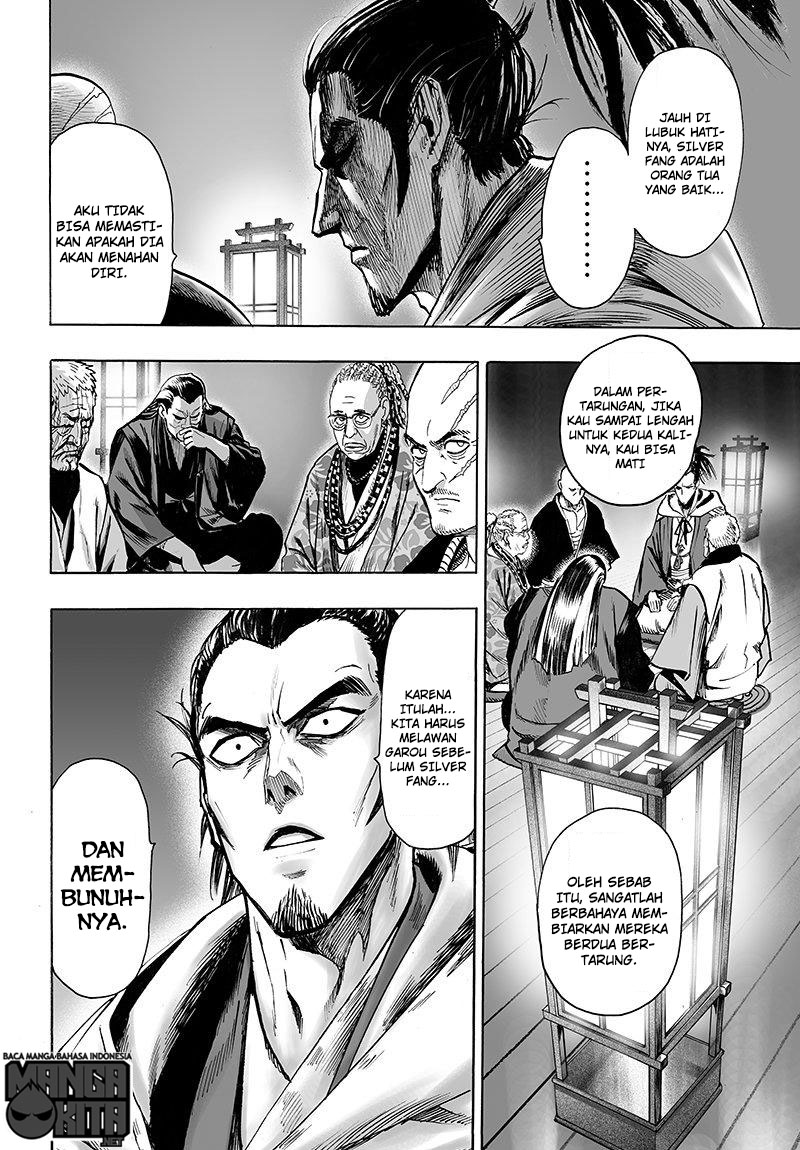 JAUH DI
LUBUK HATI-
NYA, SILVER
FANG ADALAH
ORANG TUA
YANG BAIK...
.........
AKU TIDAK
BISA MEMASTI-
KAN APAKAH DIA
AKAN MENAHAN
DIRI.
DALAM PER-
TARUNGAN, JIKA
KAU SAMPAI LENGAH
UNTUK KEDUA KALI-
NYA, KAU BISA
MATI
OLEH SEBAB
ITU, SANGATLAH
BERBAHAYA MEM-
BIARKAN MEREKA
BERDUA BER-
TARUNG.
KARENA
ITULAH...
KITA HARUS
MELAWAN
GAROU SEBE-
LUM SILVER
FANG...
DAN
MEM-
BUNUH-
NYA.
BACA MANGA BAHASA INDONESIA
MANGA
KITA
.NET